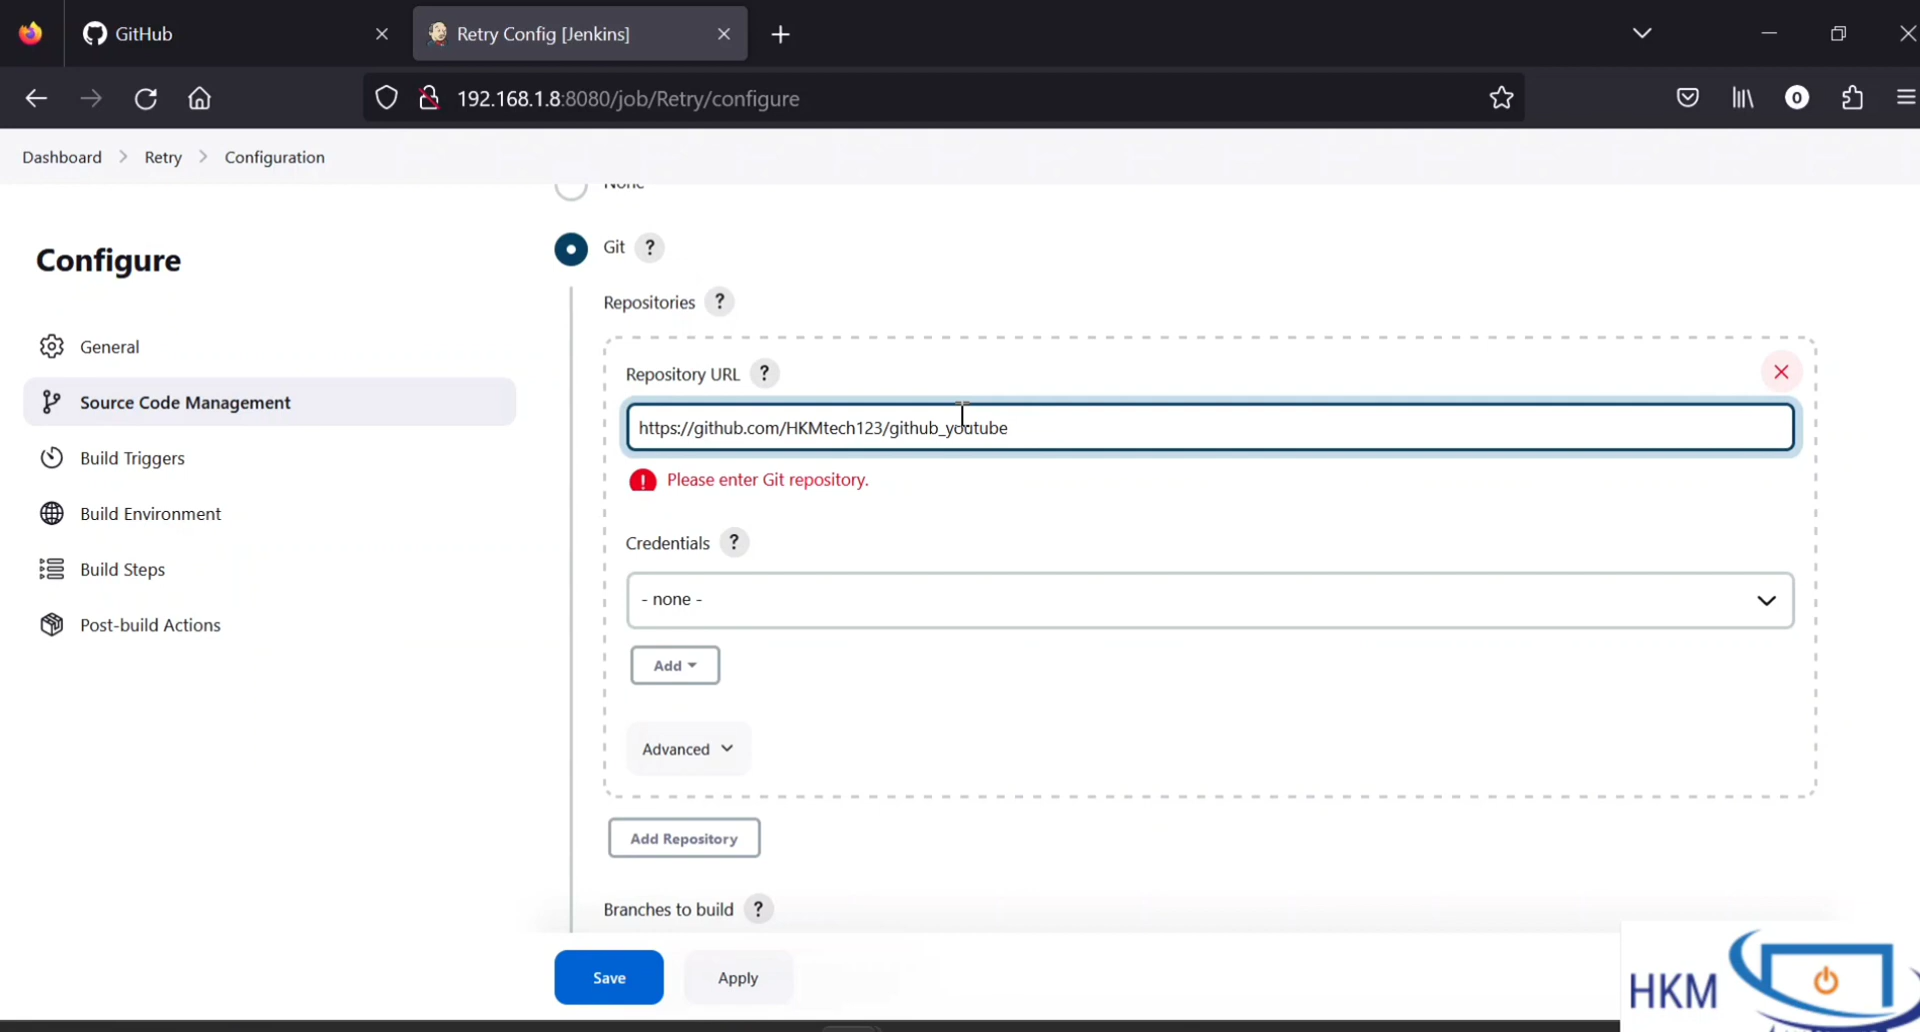 GitHub
Retry Config [Jenkins]
192.168.1.8:8080/job/Retry/configure
0
Dashboard > Retry > Configuration
None
Configure
Git ?
Repositories ?
General
Repository URL ?
Source Code Management
https://github.com/HKMtech123/github_youtube
Build Triggers
! Please enter Git repository.
Build Environment
Credentials ?
Build Steps
- none -
Post-build Actions
Add
Advanced
Add Repository
Branches to build ?
Save
Apply
HKM